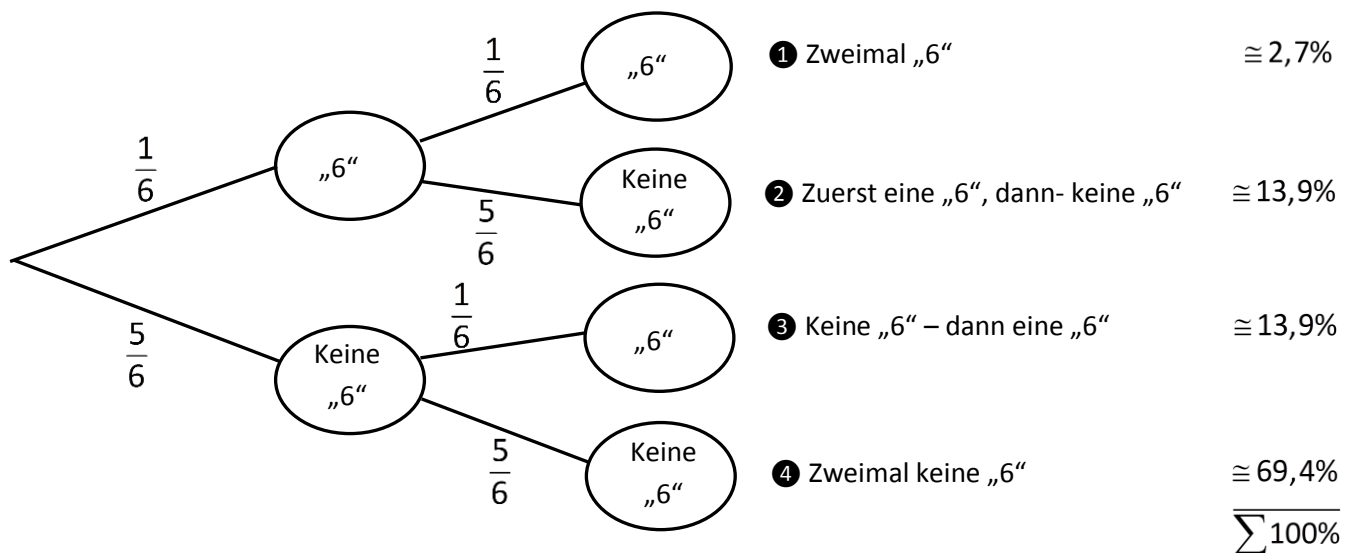 1/6
„6“
1/6
„6“
❶ Zweimal „6“ ≅ 2,7%
5/6
Keine
„6“
❷ Zuerst eine „6“, dann- keine „6“ ≅ 13,9%
5/6
Keine
„6“
1/6
„6“
❸ Keine „6“ – dann eine „6“ ≅ 13,9%
5/6
Keine
„6“
❹ Zweimal keine „6“ ≅ 69,4%
∑ 100%